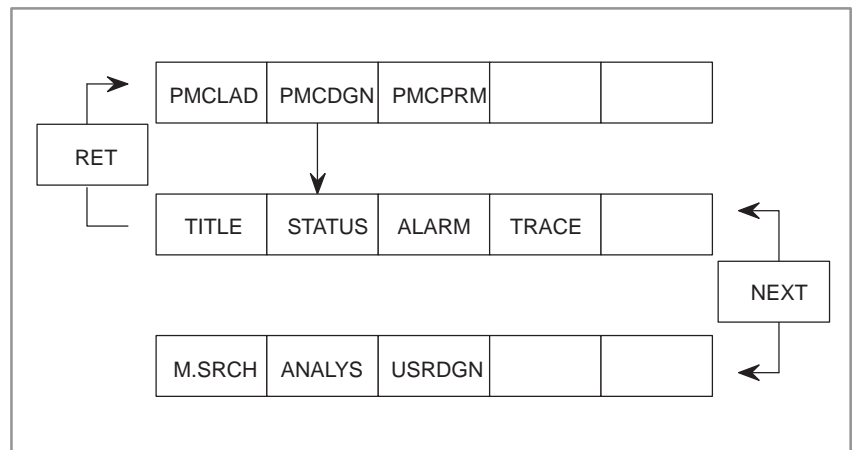 PMCLAD PMCDGN PMCPRM
RET
TITLE STATUS ALARM TRACE
NEXT
M.SRCH ANALYS USRDGN